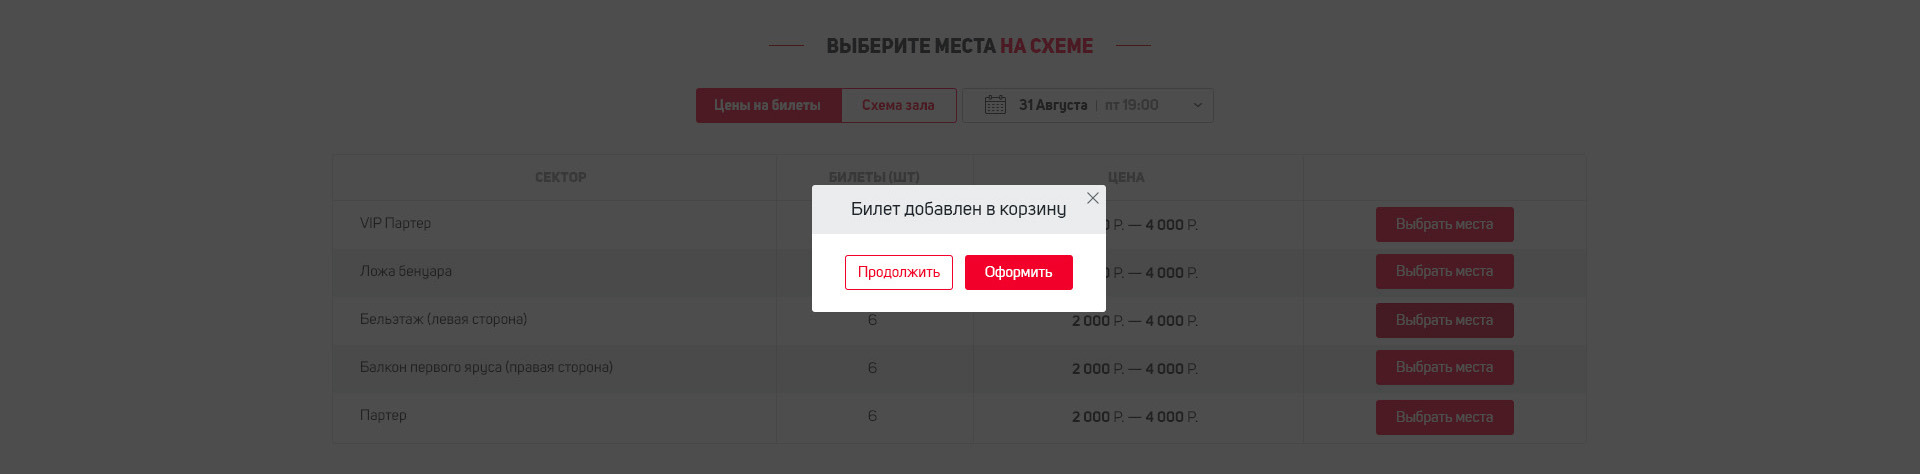 ВЫБЕРИТЕ МЕСТА НА СХЕМЕ
Цены на билеты Схема зала 31 Августа | пт 19:00
СЕКТОР БИЛЕТЫ (ШТ) ЦЕНА
Билет добавлен в корзину
Продолжить Оформить
VIP Партер 0 Р. — 4 000 Р. Выбрать места
Ложа бенуара 0 Р. — 4 000 Р. Выбрать места
Бельэтаж (левая сторона) 6 2 000 Р. — 4 000 Р. Выбрать места
Балкон первого яруса (правая сторона) 6 2 000 Р. — 4 000 Р. Выбрать места
Партер 6 2 000 Р. — 4 000 Р. Выбрать места